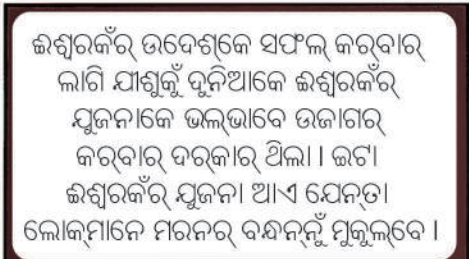 ଈଶ୍ୱରକଁର୍ ଉଦେଶ୍‌କେ ସଫଲ୍ କର୍‌ବାର୍
ଲାଗି ଯୀଶୁକୁଁ ଦୁନିଆକେ ଈଶ୍ୱରକଁର୍
ଯୁଜନାକେ ଭଲ୍‌ଭାବେ ଉଜାଗର୍
କର୍‌ବାର୍ ଦର୍‌କାର୍ ଥିଲା । ଇଟା
ଈଶ୍ୱରକଁର୍ ଯୁଜନା ଆଏ ଯେନ୍‌ତା
ଲୋକ୍‌ମାନେ ମରନର୍ ବନ୍ଧନ୍‌ନୁଁ ମୁକୁଲ୍‌ବେ ।